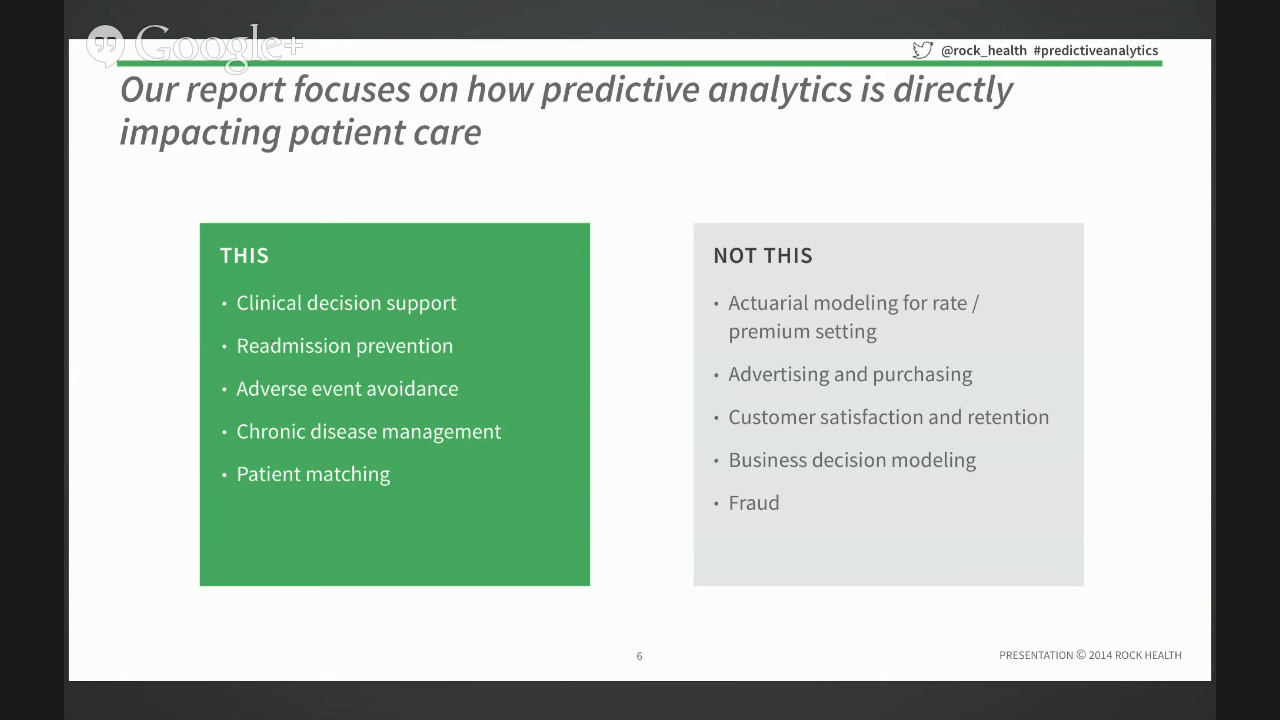 Google+
@rock_health #predictiveanalytics
Our report focuses on how predictive analytics is directly
impacting patient care
THIS
• Clinical decision support
• Readmission prevention
• Adverse event avoidance
• Chronic disease management
• Patient matching
NOT THIS
• Actuarial modeling for rate /
premium setting
• Advertising and purchasing
• Customer satisfaction and retention
• Business decision modeling
• Fraud
6
PRESENTATION © 2014 ROCK HEALTH